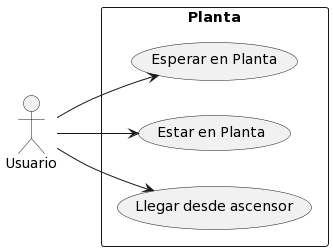 Planta
Esperar en Planta
Estar en Planta
Usuario
Llegar desde ascensor